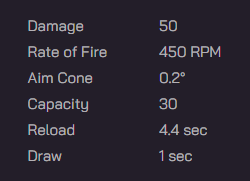 Damage 50
Rate of Fire 450 RPM
Aim Cone 0.2°
Capacity 30
Reload 4.4 sec
Draw 1 sec